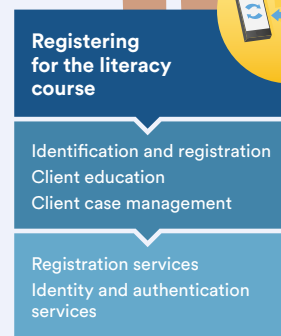 Registering
for the literacy
course
Identification and registration
Client education
Client case management
Registration services
Identity and authentication
services